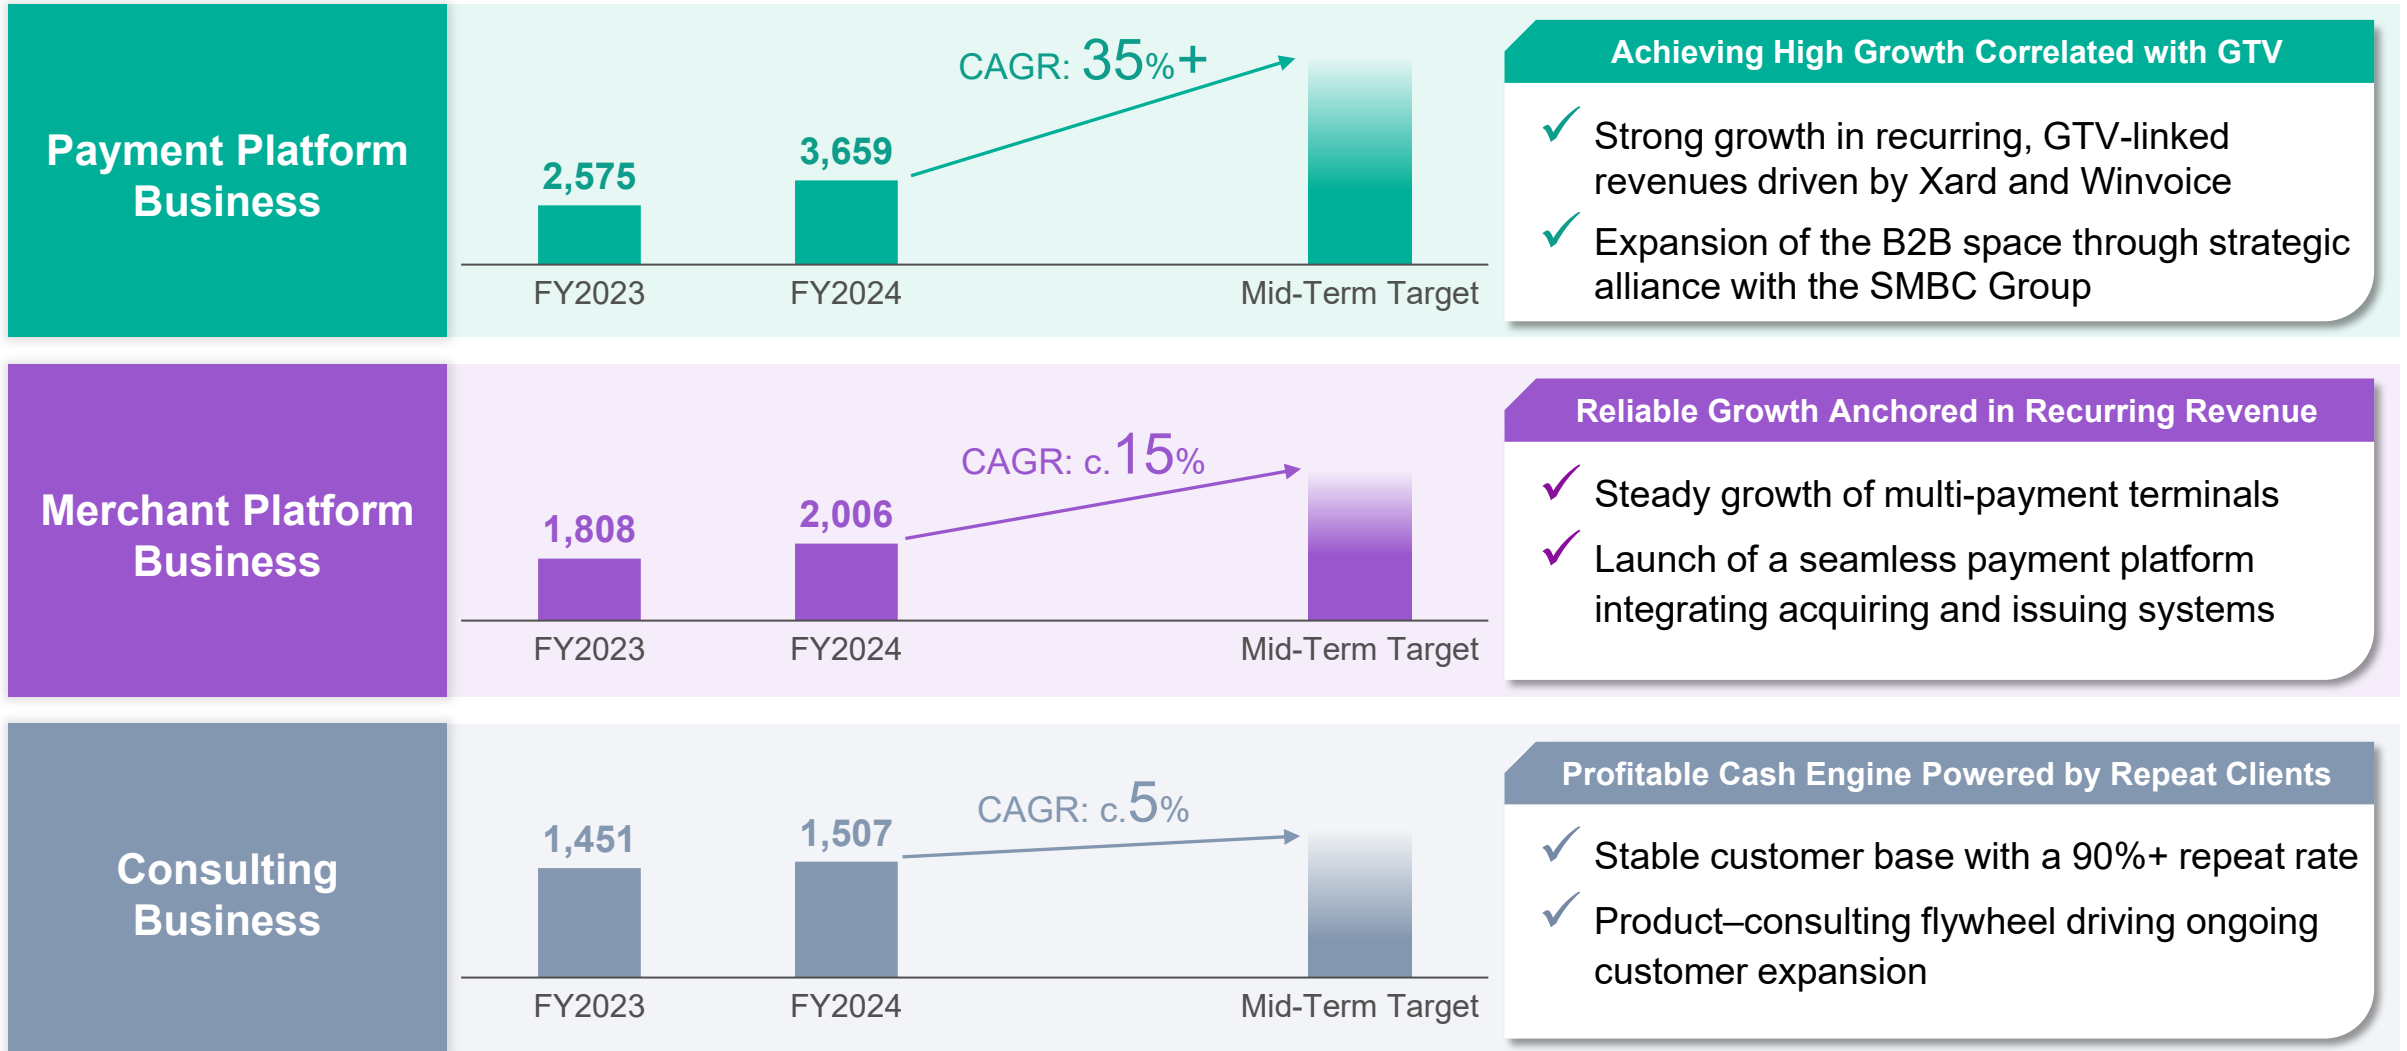 Payment Platform
Business
CAGR: 35%+
2,575
3,659
FY2023
FY2024
Mid-Term Target
Achieving High Growth Correlated with GTV
Strong growth in recurring, GTV-linked
revenues driven by Xard and Winvoice
Expansion of the B2B space through strategic
alliance with the SMBC Group
Merchant Platform
Business
CAGR: c.15%
1,808
2,006
FY2023
FY2024
Mid-Term Target
Reliable Growth Anchored in Recurring Revenue
Steady growth of multi-payment terminals
Launch of a seamless payment platform
integrating acquiring and issuing systems
Consulting
Business
CAGR: c.5%
1,451
1,507
FY2023
FY2024
Mid-Term Target
Profitable Cash Engine Powered by Repeat Clients
Stable customer base with a 90%+ repeat rate
Product–consulting flywheel driving ongoing
customer expansion